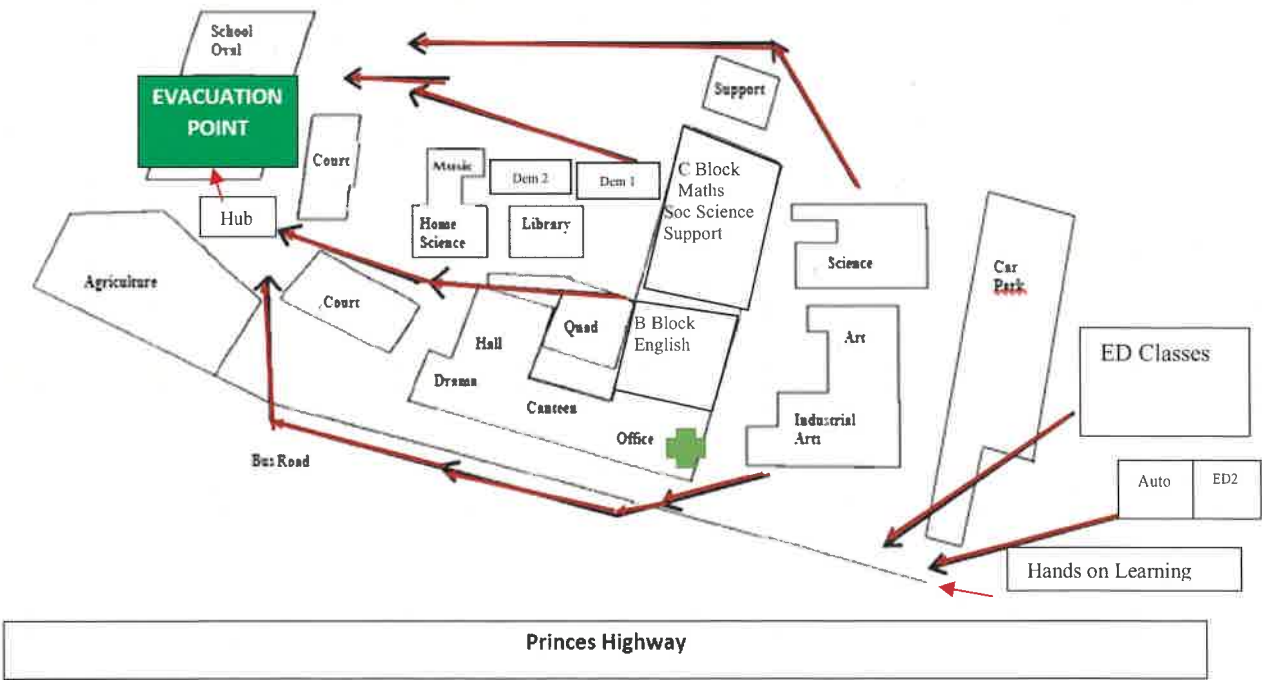 School
Oval
EVACUATION
POINT
Support
Court
Music
Dem 2
Dem 1
C Block
Maths
Soc Science
Support
Hub
Home
Science
Library
Science
Car
Park
Agriculture
Court
Quad
B Block
English
Hall
Art
ED Classes
Drama
Canteen
Industrial
Arts
Office
Bus Road
Auto
ED2
Hands on Learning
Princes Highway